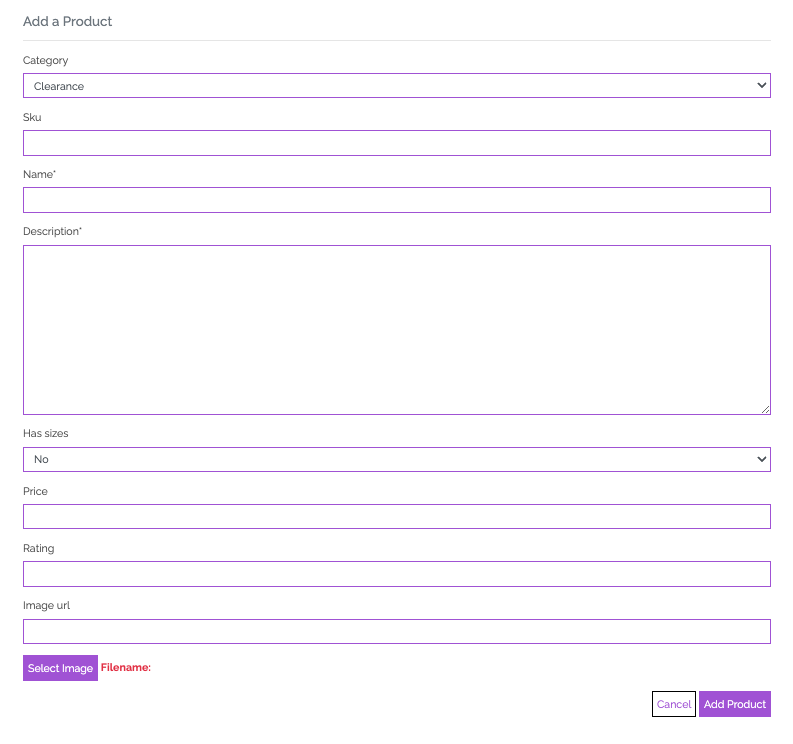 Add a Product
Category
Clearance
Sku
Name*
Description*
Has sizes
No
Price
Rating
Image url
Select Image Filename:
Cancel Add Product